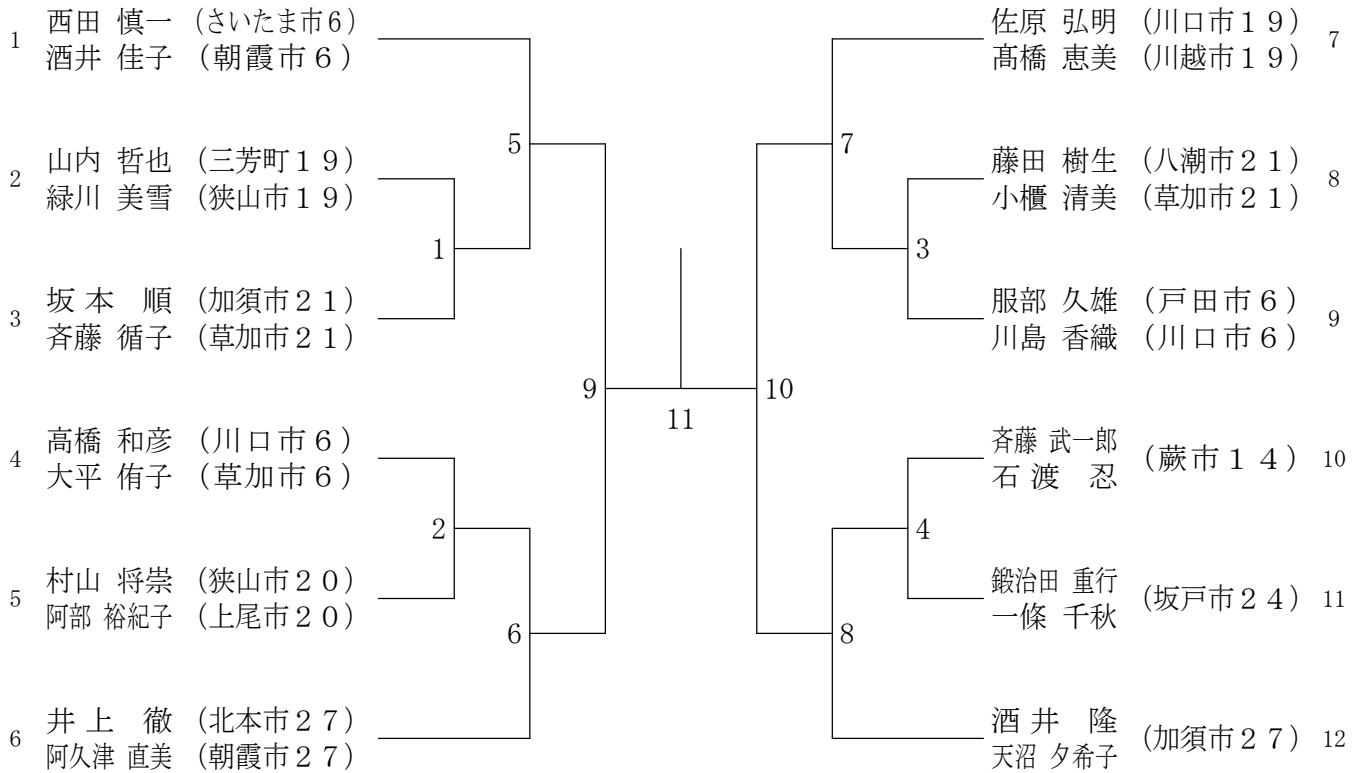 1
西田 慎一 (さいたま市6)
酒井 佳子 (朝霞市6)
2
山内 哲也 (三芳町19)
緑川 美雪 (狭山市19)
3
坂本 順 (加須市21)
斉藤 循子 (草加市21)
4
高橋 和彦 (川口市6)
大平 侑子 (草加市6)
5
村山 将崇 (狭山市20)
阿部 裕紀子 (上尾市20)
6
井上 徹 (北本市27)
阿久津 直美 (朝霞市27)
5
1
2
6
9
11
10
7
3
4
8
佐原 弘明 (川口市19)
髙橋 恵美 (川越市19)
7
藤田 樹生 (八潮市21)
小櫃 清美 (草加市21)
8
服部 久雄 (戸田市6)
川島 香織 (川口市6)
9
斉藤 武一郎
石渡 忍
(蕨市14) 10
鍛治田 重行
一條 千秋
(坂戸市24) 11
酒井 隆
天沼 夕希子
(加須市27) 12